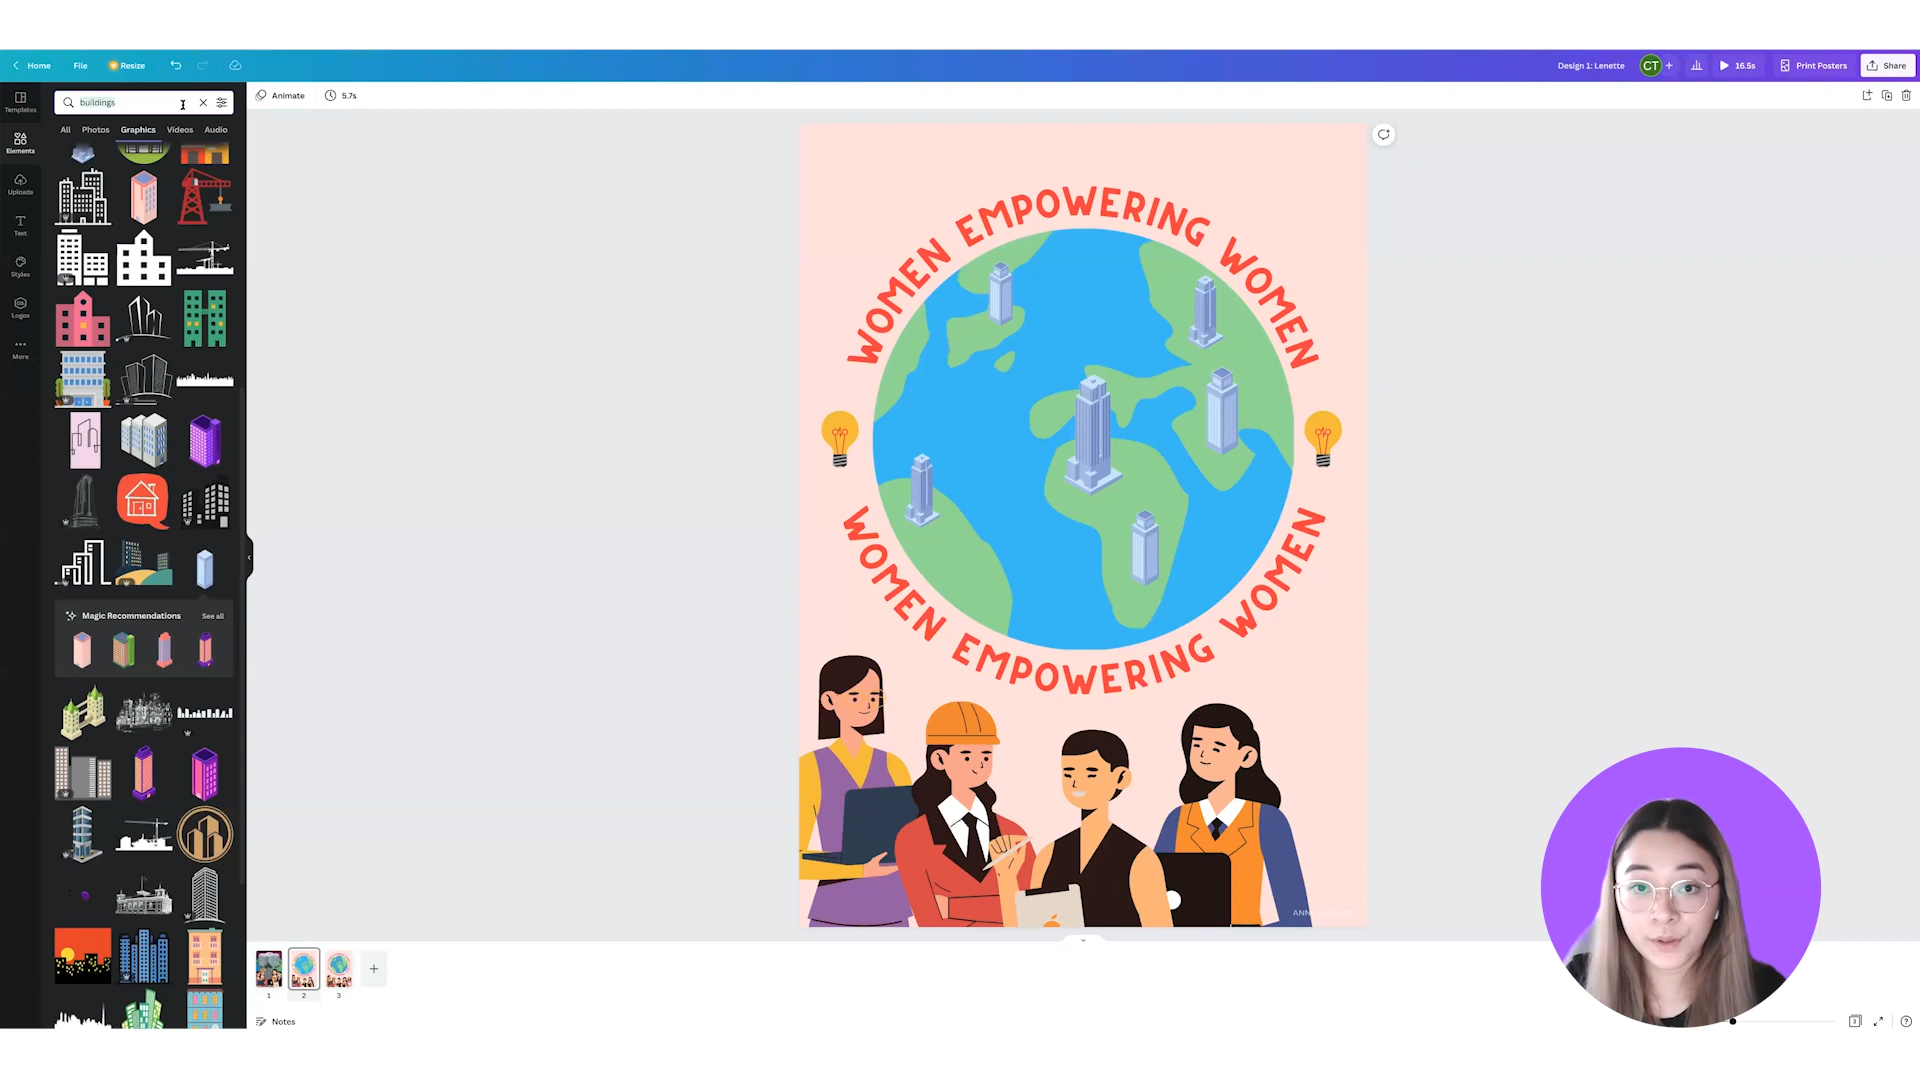 Home File Resize Design 1: Lenette CT + 16.5s Print Posters Share
buildings
Animate 5.7s
Templates
All Photos Graphics Videos Audio
Elements
Uploads
Text
Styles
Logos
More
Magic Recommendations See all
WOMEN EMPOWERING WOMEN
WOMEN EMPOWERING WOMEN
1 2 3
Notes